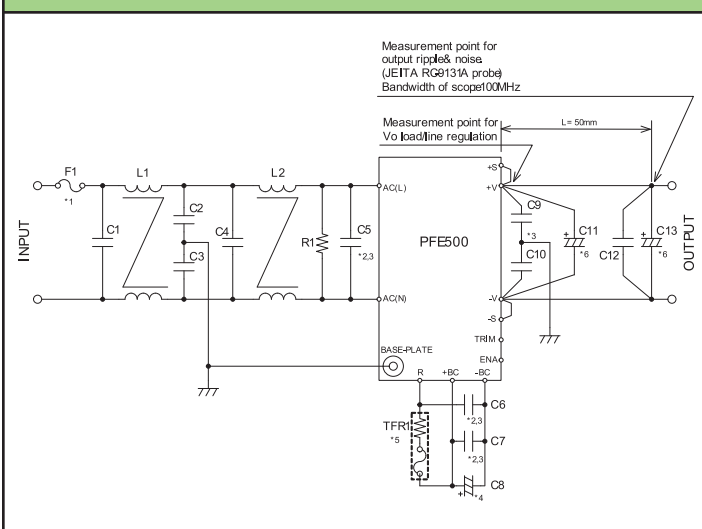 Measurement point for
output ripple& noise.
(JEITA RC-9131A probe)
Bandwidth of scope100MHz
Measurement point for
Vo load/line regulation
L= 50mm
F1
*1
L1
L2
C1
C2
C3
C4
R1
C5
*2,3
INPUT
AC(L)
AC(N)
PFE500
BASE-PLATE
+S
+V
-V
-S
TRIM
ENA
R
+BC
-BC
C9
*3
C10
C11
*6
C12
C13
*6
OUTPUT
TFR1
*5
C6
*2,3
C7
*2,3
+
C8
*4